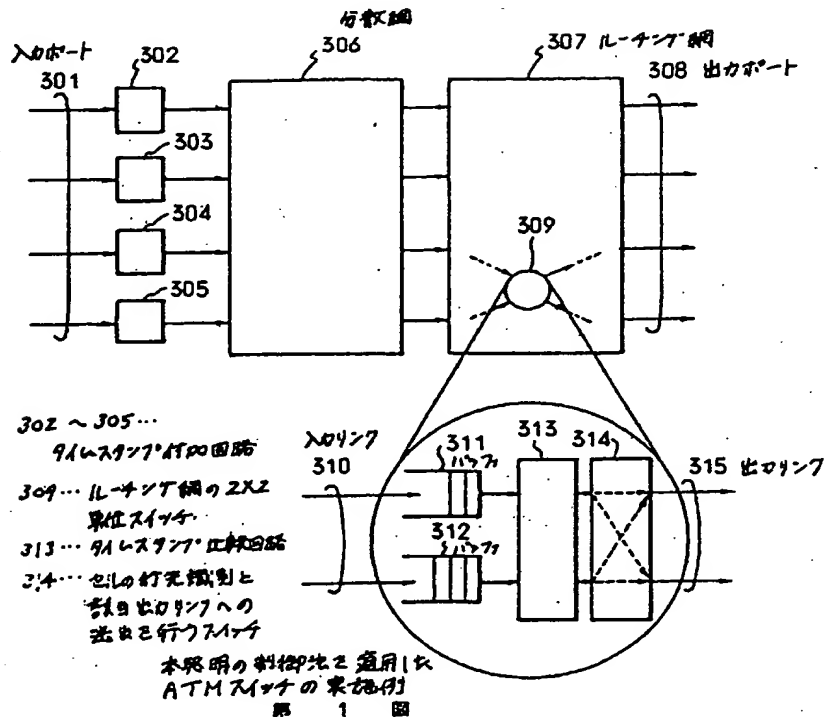 分散網
入力ポート
301
302
306
307 ルーチング網
308 出力ポート
303
304
305
309
302 ~ 305…
タイムスタンプ付加回路
309… ルーチング網の2×2
単位スイッチ
313… タイムスタンプ比較回路
314… セルの行先識別と
該当出力リンクへの
送出を行うスイッチ
入力リンク
310
311
バッファ
312
バッファ
313
314
315 出力リンク
本発明の制御法を適用した
ATMスイッチの実施例
第 1 図